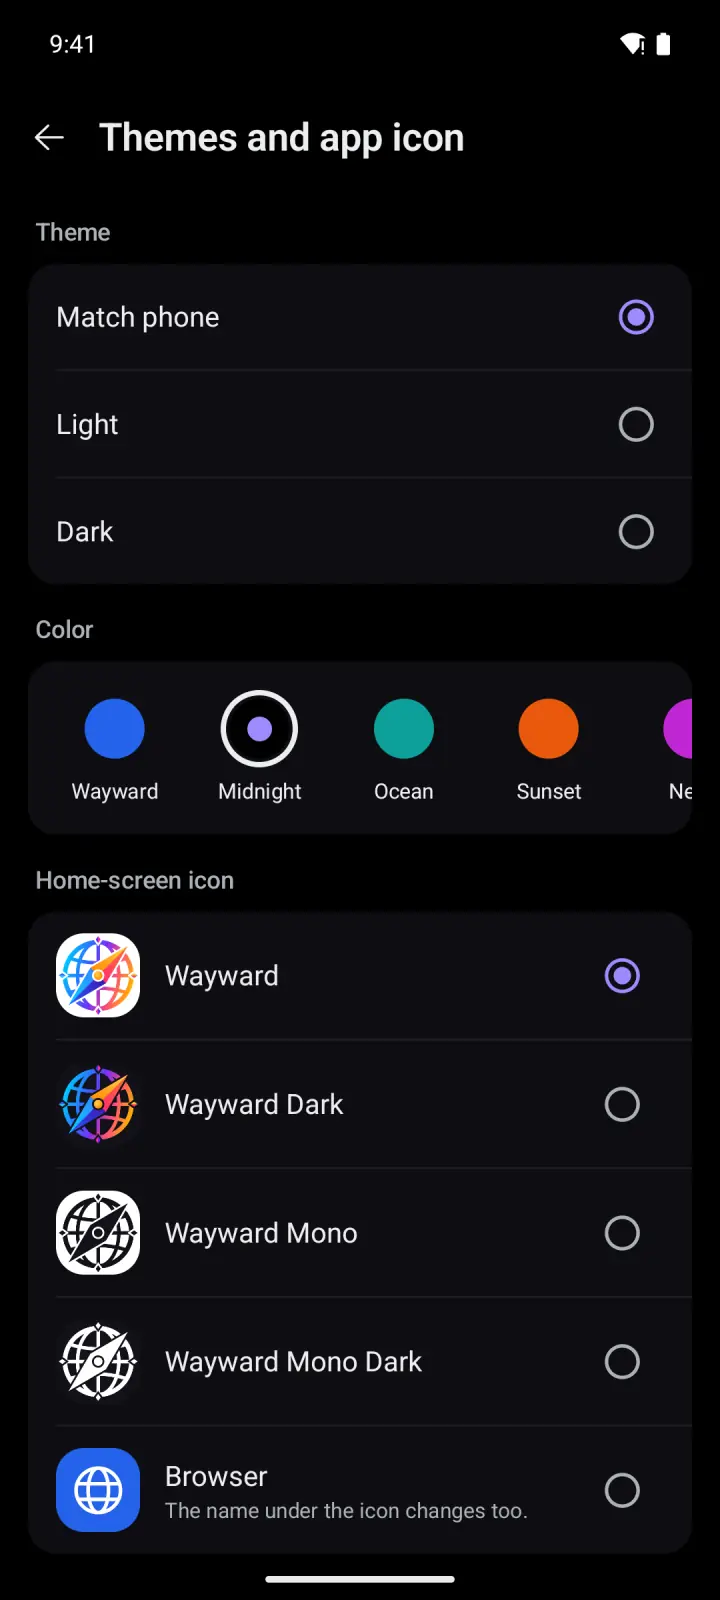 9:41
Themes and app icon
Theme
Match phone
Light
Dark
Color
Wayward
Midnight
Ocean
Sunset
Ne
Home-screen icon
Wayward
Wayward Dark
Wayward Mono
Wayward Mono Dark
Browser
The name under the icon changes too.